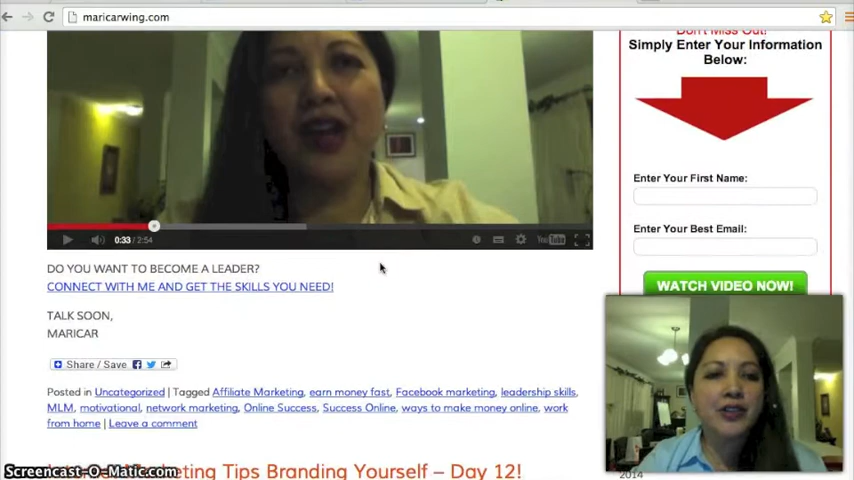 maricarwing.com
Don't Miss Out!
Simply Enter Your Information
Below:
Enter Your First Name:
Enter Your Best Email:
WATCH VIDEO NOW!
0:33 / 2:54
YouTube
DO YOU WANT TO BECOME A LEADER?
CONNECT WITH ME AND GET THE SKILLS YOU NEED!
TALK SOON,
MARICAR
Share / Save
Posted in Uncategorized | Tagged Affiliate Marketing, earn money fast, Facebook marketing, leadership skills,
MLM, motivational, network marketing, Online Success, Success Online, ways to make money online, work
from home | Leave a comment
Marketing Tips Branding Yourself – Day 12!
Screencast-O-Matic.com
2014